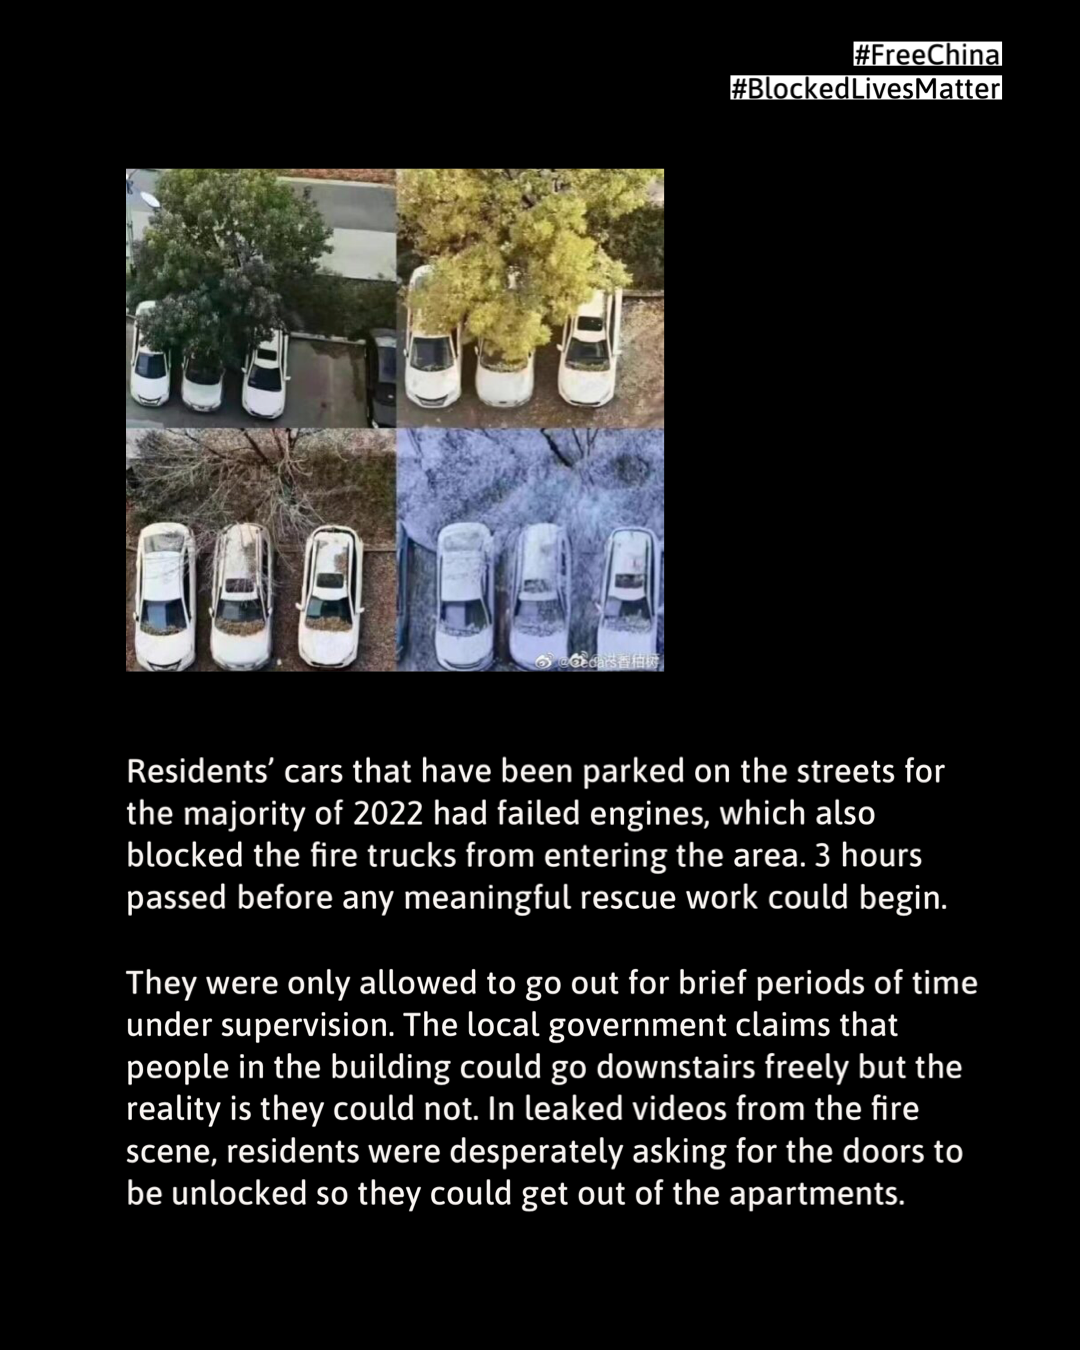 #FreeChina
#BlockedLivesMatter
Residents’ cars that have been parked on the streets for
the majority of 2022 had failed engines, which also
blocked the fire trucks from entering the area. 3 hours
passed before any meaningful rescue work could begin.
They were only allowed to go out for brief periods of time
under supervision. The local government claims that
people in the building could go downstairs freely but the
reality is they could not. In leaked videos from the fire
scene, residents were desperately asking for the doors to
be unlocked so they could get out of the apartments.